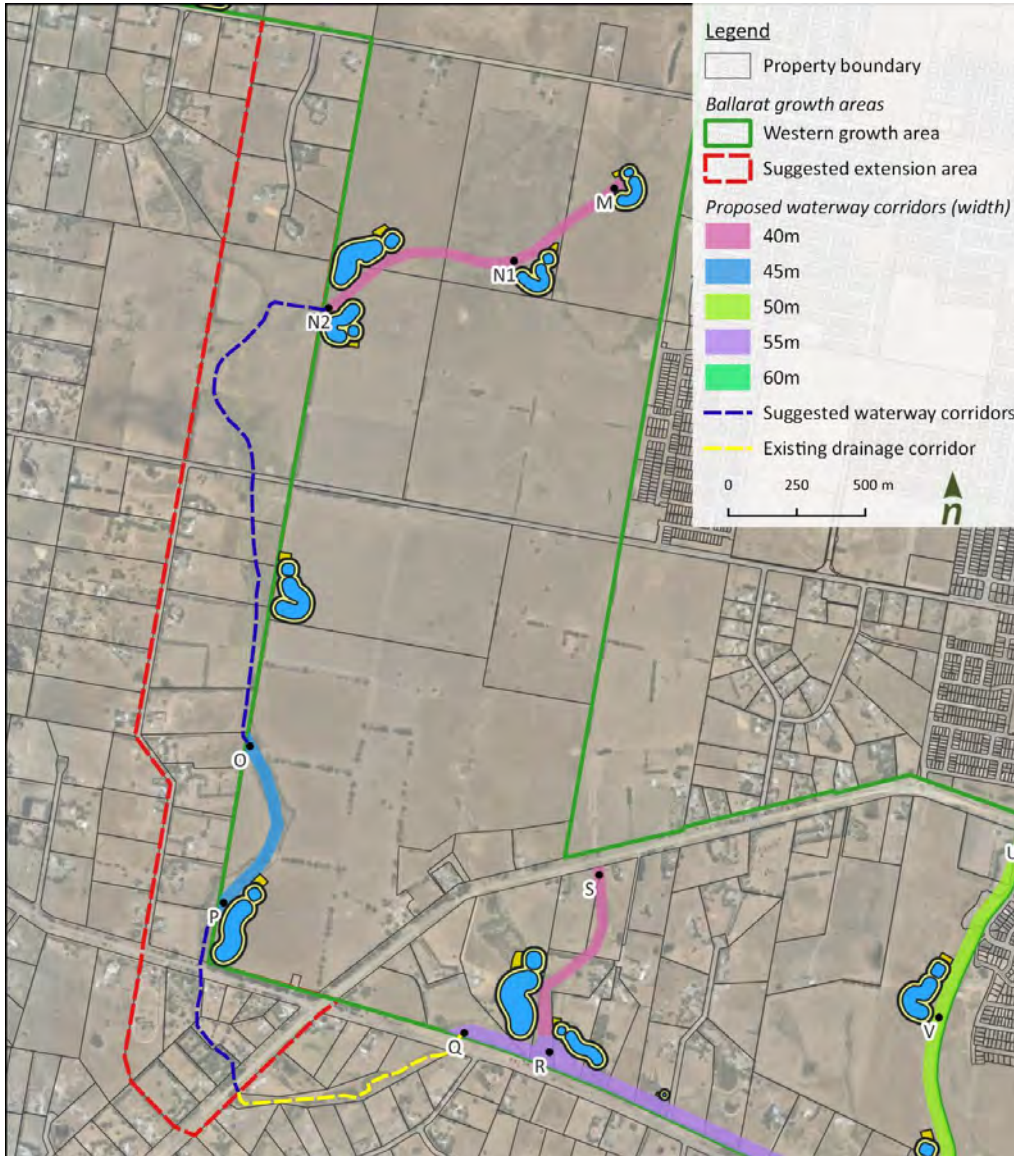 Legend
Property boundary
Ballarat growth areas
Western growth area
Suggested extension area
Proposed waterway corridors (width)
40m
45m
50m
55m
60m
Suggested waterway corridors
Existing drainage corridor
0 250 500 m
n
M
N1
N2
O
P
S
U
V
Q
R